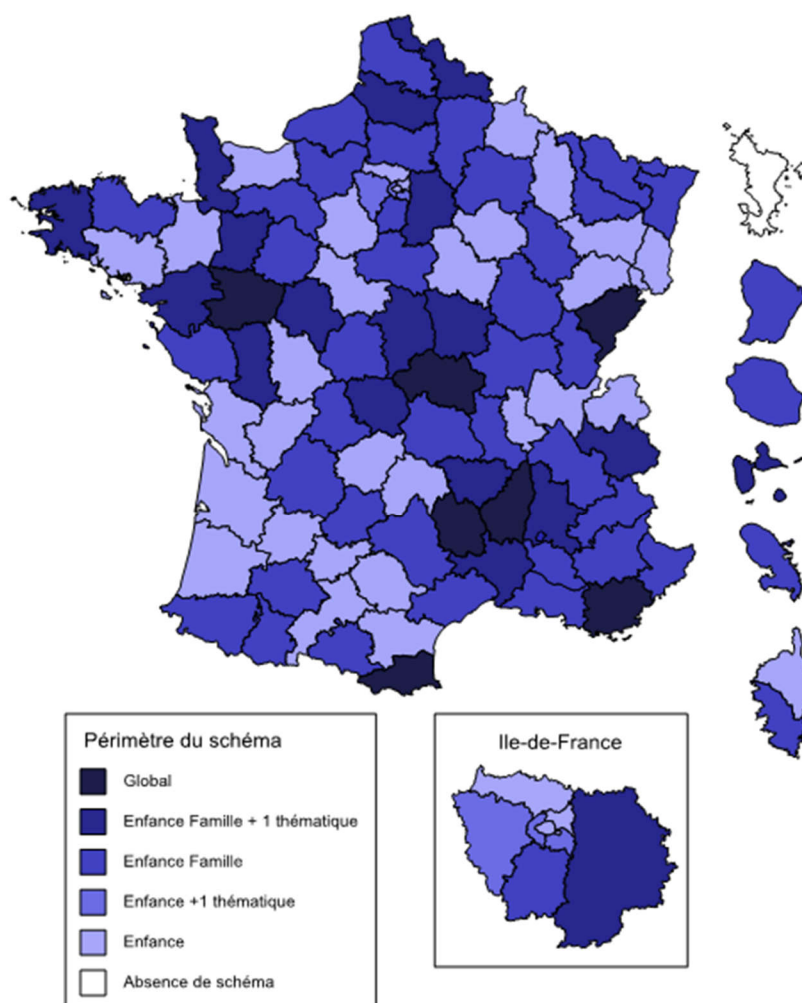 Périmètre du schéma
Global
Enfance Famille + 1 thématique
Enfance Famille
Enfance +1 thématique
Enfance
Absence de schéma
Ile-de-France